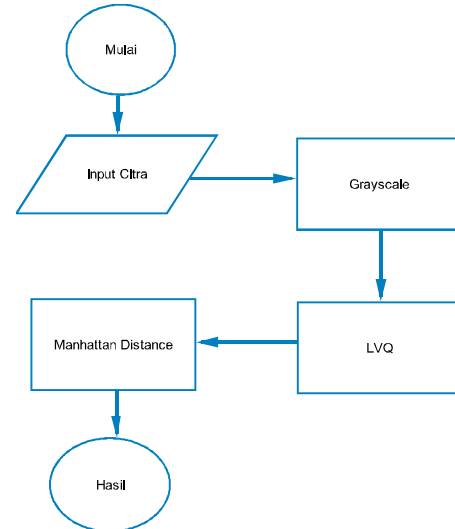 Mulai
Input CItra
Grayscale
LVQ
Manhattan Distance
Hasil